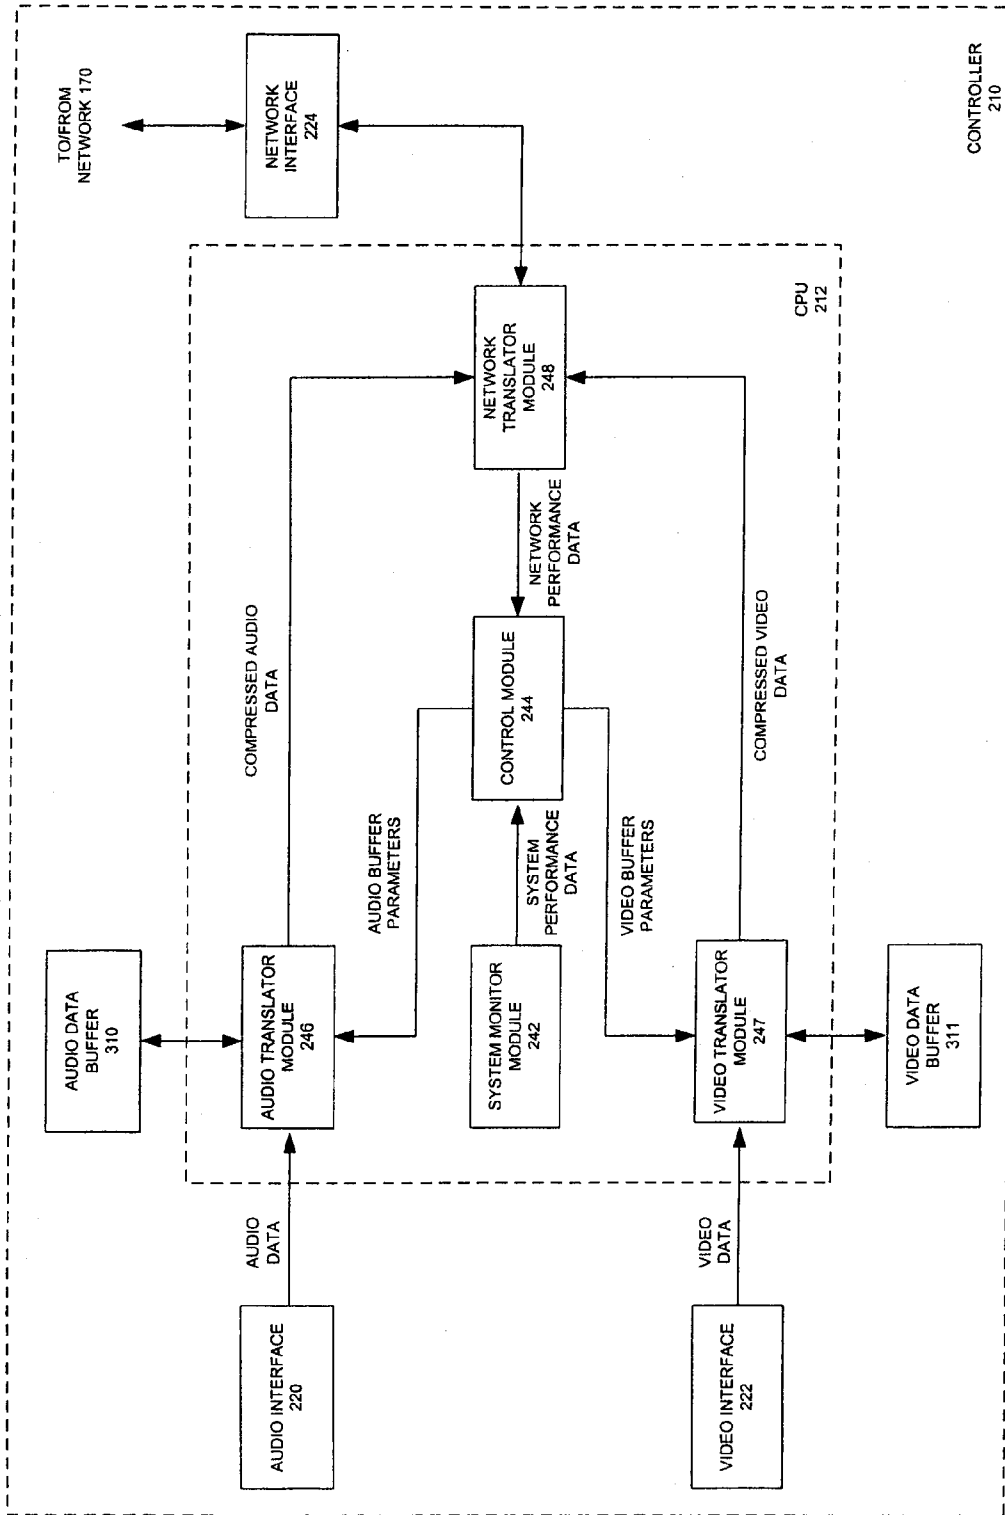 TO/FROM
NETWORK 170
NETWORK
INTERFACE
224
CONTROLLER
210
CPU
212
NETWORK
TRANSLATOR
MODULE
248
NETWORK
PERFORMANCE
DATA
COMPRESSED AUDIO
DATA
CONTROL MODULE
244
COMPRESSED VIDEO
DATA
AUDIO BUFFER
PARAMETERS
SYSTEM
PERFORMANCE
DATA
VIDEO BUFFER
PARAMETERS
AUDIO DATA
BUFFER
310
AUDIO TRANSLATOR
MODULE
246
SYSTEM MONITOR
MODULE
242
VIDEO TRANSLATOR
MODULE
247
VIDEO DATA
BUFFER
311
AUDIO
DATA
VIDEO
DATA
AUDIO INTERFACE
220
VIDEO INTERFACE
222